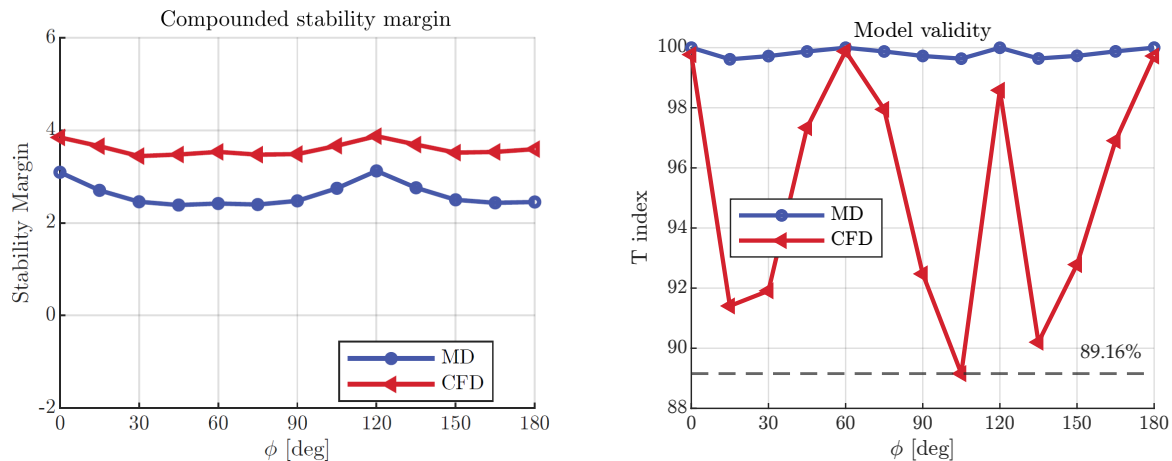 Compounded stability margin
6
4
2
0
-2
Stability Margin
MD
CFD
0 30 60 90 120 150 180
ϕ [deg]
Model validity
100
98
96
94
92
90
88
T index
MD
CFD
89.16%
0 30 60 90 120 150 180
ϕ [deg]